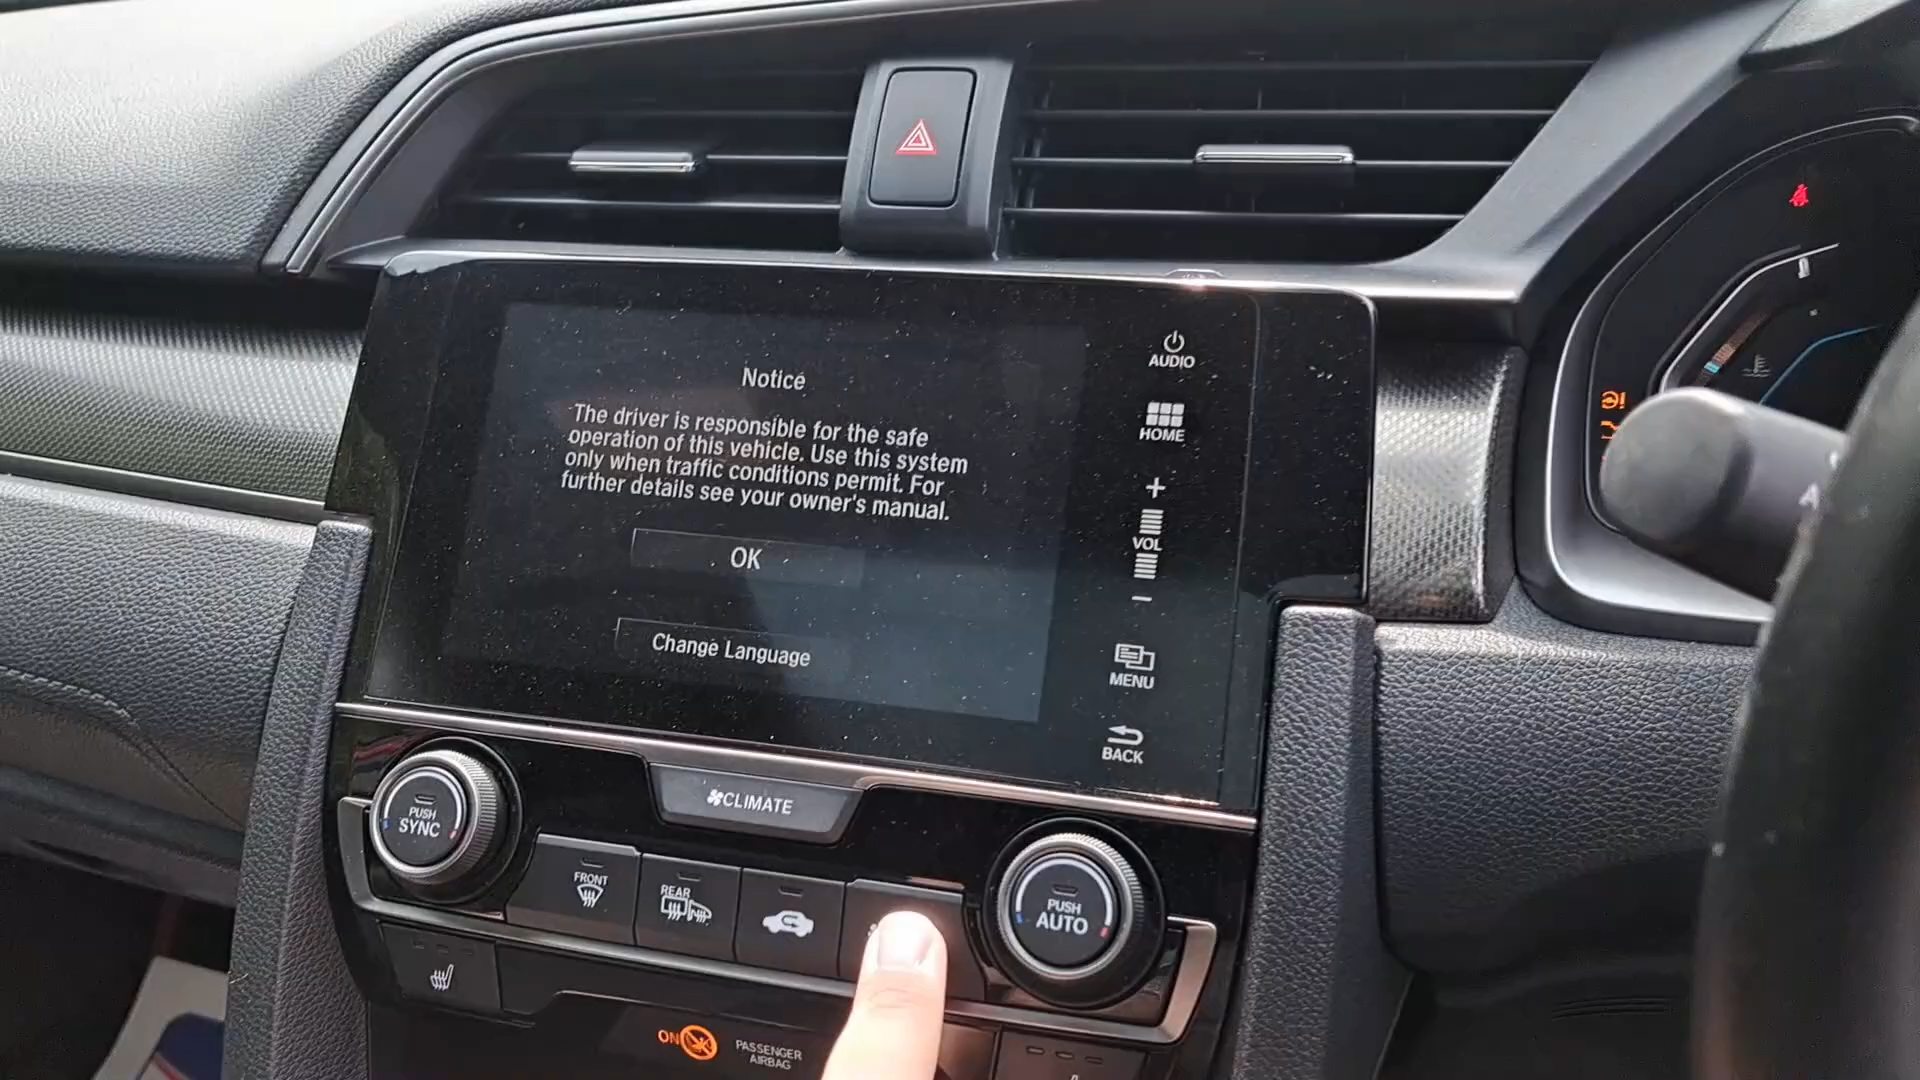 Notice
The driver is responsible for the safe
operation of this vehicle. Use this system
only when traffic conditions permit. For
further details see your owner's manual.
OK
Change Language
AUDIO
HOME
+
VOL
−
MENU
BACK
CLIMATE
PUSH
SYNC
FRONT
REAR
PUSH
AUTO
ON
PASSENGER
AIRBAG